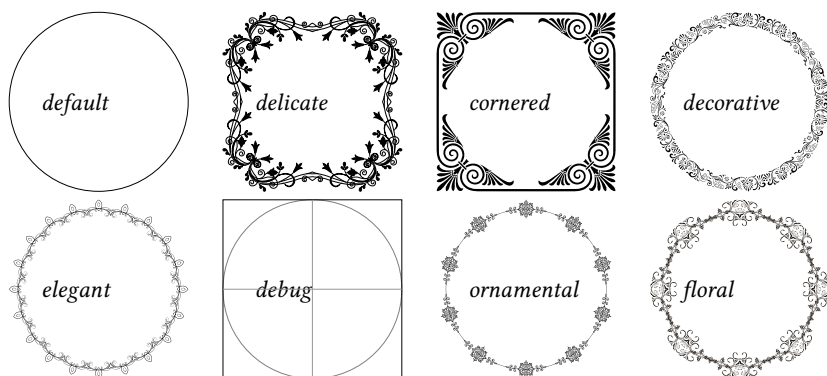 default
delicate
cornered
decorative
elegant
debug
ornamental
floral